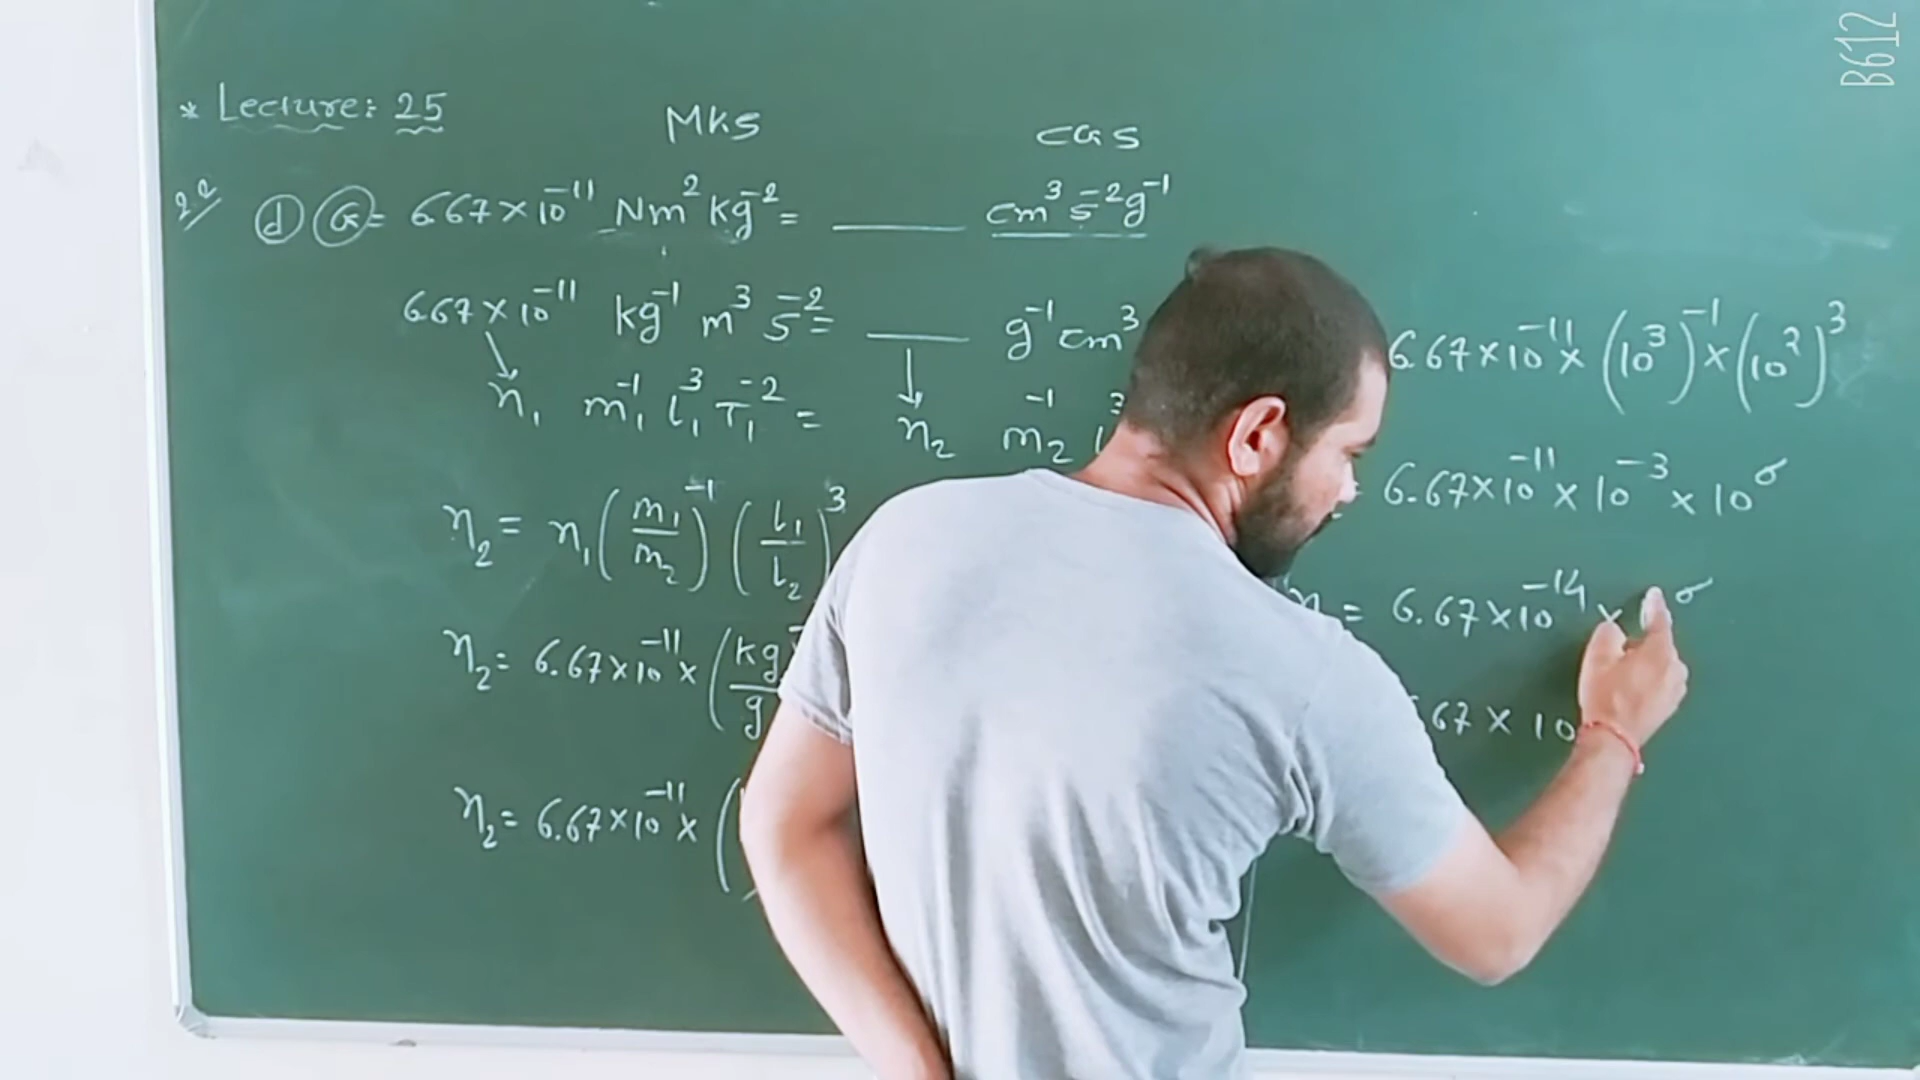 * Lecture: 25
MKS
CGS
2Q
(d) G = 6.67×10⁻¹¹ Nm² kg⁻² = ____ cm³ s⁻² g⁻¹
6.67×10⁻¹¹ kg⁻¹ m³ s⁻² = ____ g⁻¹ cm³
n₁ m₁⁻¹ l₁³ T₁⁻² = n₂ m₂⁻¹
n₂ = n₁ (m₁/m₂)⁻¹ (l₁/l₂)³
n₂ = 6.67×10⁻¹¹ × (kg/g
n₂ = 6.67×10⁻¹¹ × (
6.67×10⁻¹¹ × (10³)⁻¹ × (10²)³
= 6.67×10⁻¹¹ × 10⁻³ × 10⁶
= 6.67×10⁻¹⁴ ×
67 × 10
B612